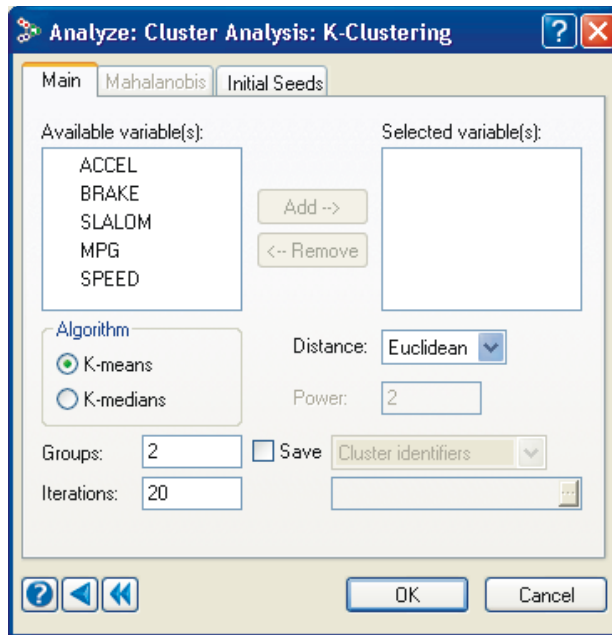 Analyze: Cluster Analysis: K-Clustering
Main Mahalanobis Initial Seeds
Available variable(s): Selected variable(s):
ACCEL
BRAKE
SLALOM
MPG
SPEED
Add -->
<-- Remove
Algorithm
K-means
K-medians
Distance: Euclidean
Power: 2
Groups: 2 Save Cluster identifiers
Iterations: 20 ...
OK Cancel